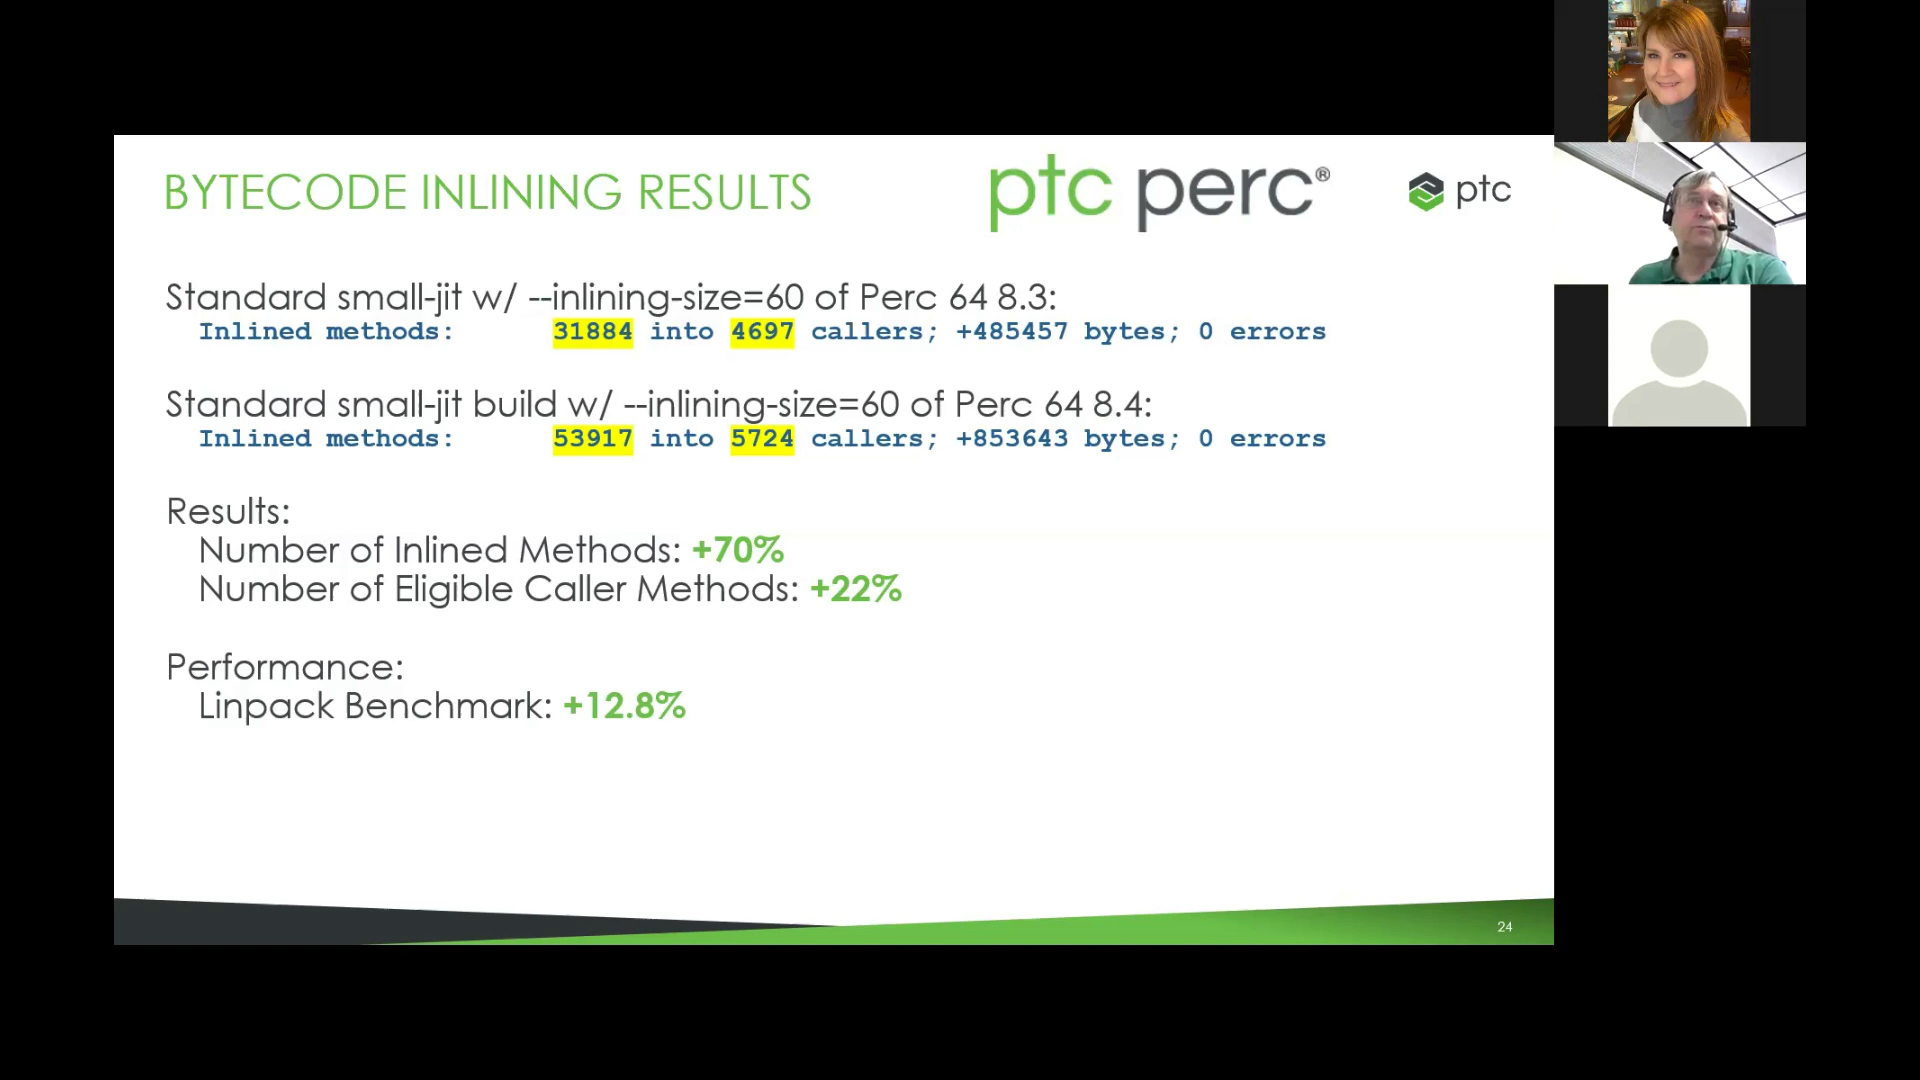 BYTECODE INLINING RESULTS
ptc perc®
ptc
Standard small-jit w/ --inlining-size=60 of Perc 64 8.3:
Inlined methods: 31884 into 4697 callers; +485457 bytes; 0 errors
Standard small-jit build w/ --inlining-size=60 of Perc 64 8.4:
Inlined methods: 53917 into 5724 callers; +853643 bytes; 0 errors
Results:
Number of Inlined Methods: +70%
Number of Eligible Caller Methods: +22%
Performance:
Linpack Benchmark: +12.8%
24